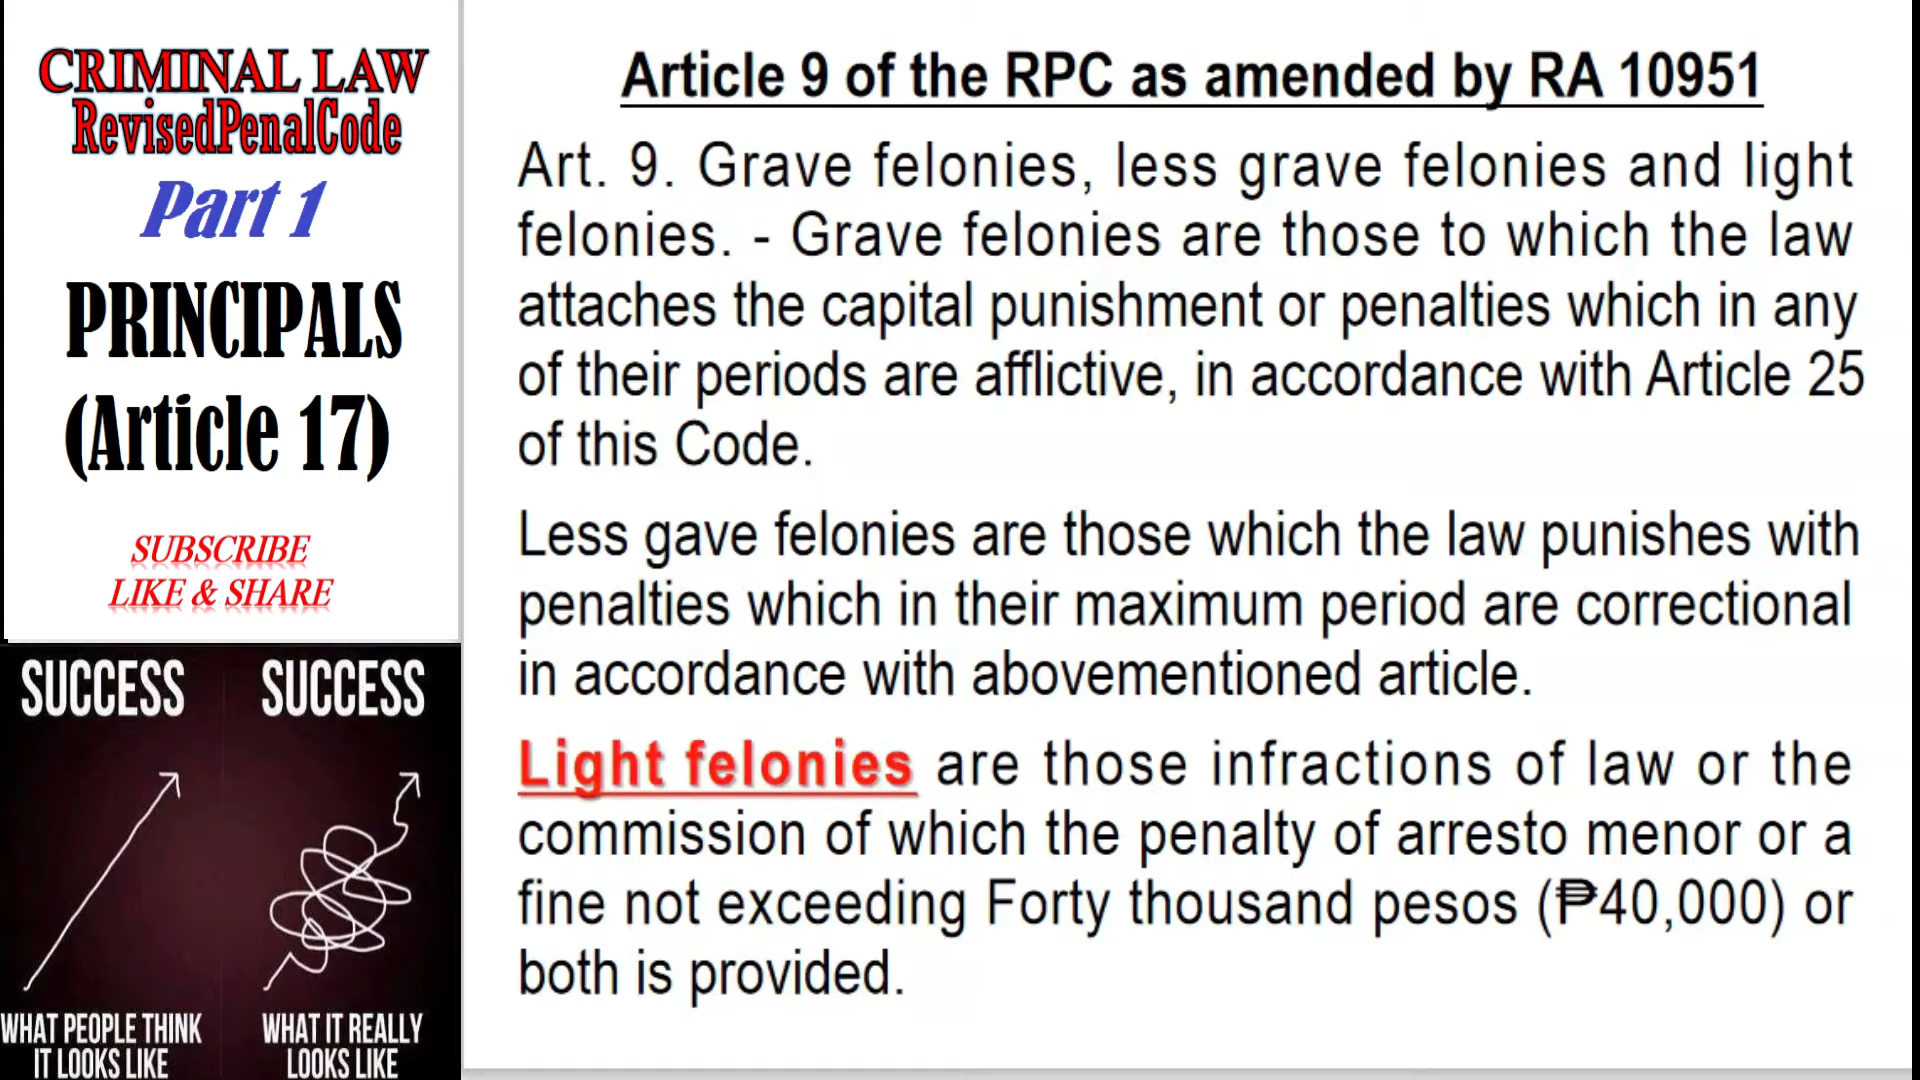 CRIMINAL LAW
RevisedPenalCode
Part 1
PRINCIPALS
(Article 17)
SUBSCRIBE
LIKE & SHARE
SUCCESS
WHAT PEOPLE THINK
IT LOOKS LIKE
SUCCESS
WHAT IT REALLY
LOOKS LIKE
Article 9 of the RPC as amended by RA 10951
Art. 9. Grave felonies, less grave felonies and light
felonies. - Grave felonies are those to which the law
attaches the capital punishment or penalties which in any
of their periods are afflictive, in accordance with Article 25
of this Code.
Less gave felonies are those which the law punishes with
penalties which in their maximum period are correctional
in accordance with abovementioned article.
Light felonies are those infractions of law or the
commission of which the penalty of arresto menor or a
fine not exceeding Forty thousand pesos (₱40,000) or
both is provided.